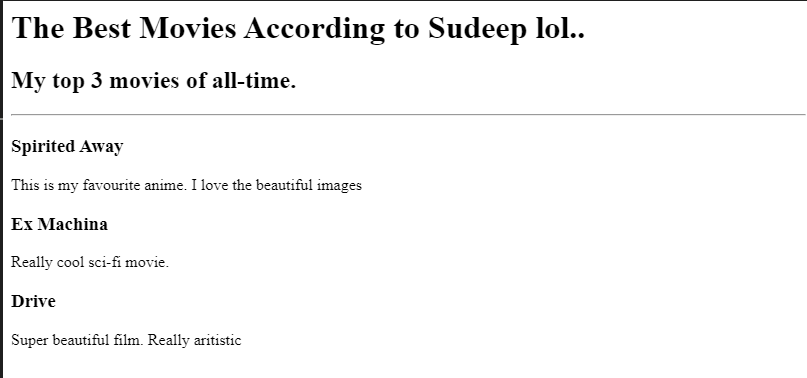 The Best Movies According to Sudeep lol..
My top 3 movies of all-time.
Spirited Away
This is my favourite anime. I love the beautiful images
Ex Machina
Really cool sci-fi movie.
Drive
Super beautiful film. Really aritistic